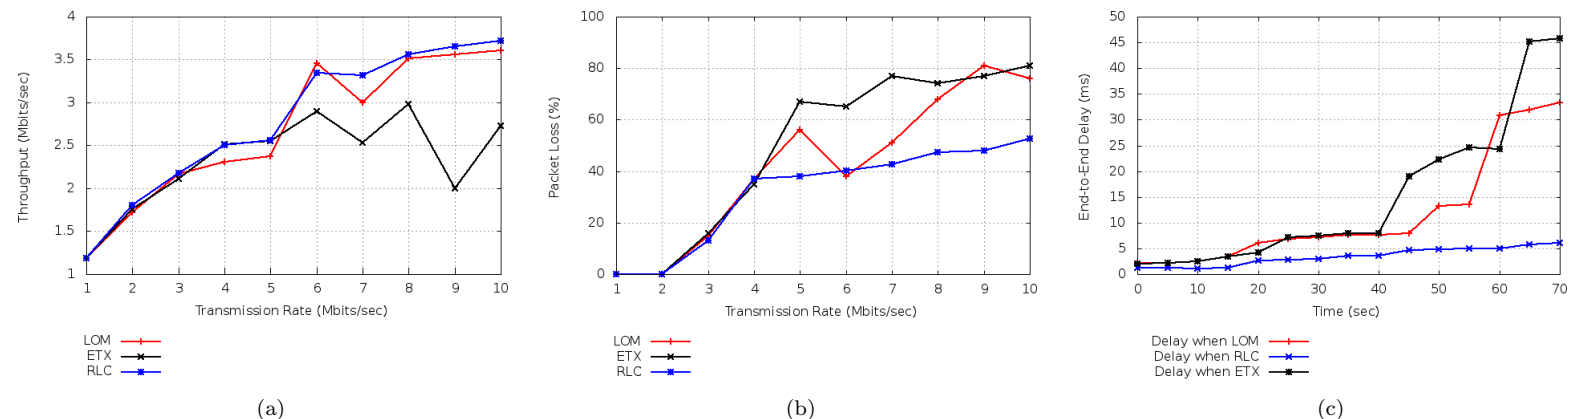 4
3.5
3
2.5
2
1.5
1
Throughput (Mbits/sec)
1 2 3 4 5 6 7 8 9 10
Transmission Rate (Mbits/sec)
LOM
ETX
RLC
(a)
100
80
60
40
20
0
Packet Loss (%)
1 2 3 4 5 6 7 8 9 10
Transmission Rate (Mbits/sec)
LOM
ETX
RLC
(b)
50
45
40
35
30
25
20
15
10
5
0
End-to-End Delay (ms)
0 10 20 30 40 50 60 70
Time (sec)
Delay when LOM
Delay when RLC
Delay when ETX
(c)